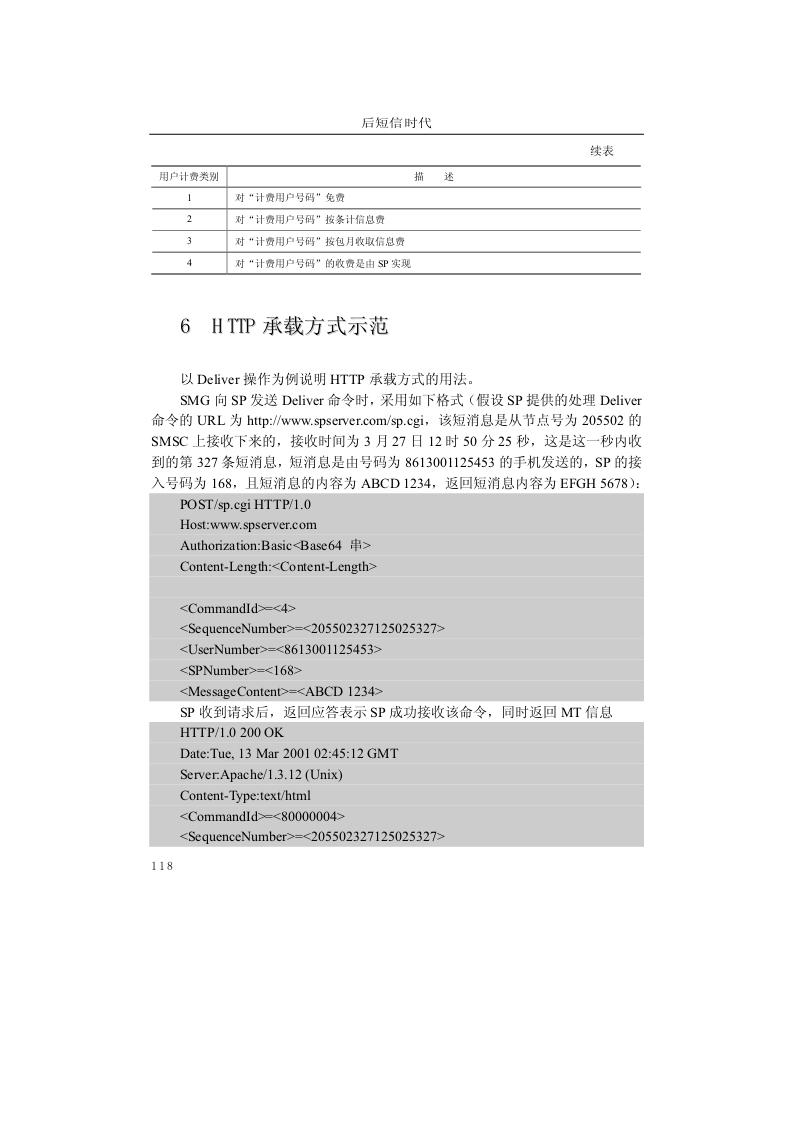 后短信时代
续表
用户计费类别 描 述
1 对“计费用户号码”免费
2 对“计费用户号码”按条计信息费
3 对“计费用户号码”按包月收取信息费
4 对“计费用户号码”的收费是由 SP 实现
6 HTTP 承载方式示范
以 Deliver 操作为例说明 HTTP 承载方式的用法。
SMG 向 SP 发送 Deliver 命令时，采用如下格式（假设 SP 提供的处理 Deliver
命令的 URL 为 http://www.spserver.com/sp.cgi，该短消息是从节点号为 205502 的
SMSC 上接收下来的，接收时间为 3 月 27 日 12 时 50 分 25 秒，这是这一秒内收
到的第 327 条短消息，短消息是由号码为 8613001125453 的手机发送的，SP 的接
入号码为 168，且短消息的内容为 ABCD 1234，返回短消息内容为 EFGH 5678）：
POST/sp.cgi HTTP/1.0
Host:www.spserver.com
Authorization:Basic<Base64 串>
Content-Length:<Content-Length>
<CommandId>=<4>
<SequenceNumber>=<205502327125025327>
<UserNumber>=<8613001125453>
<SPNumber>=<168>
<MessageContent>=<ABCD 1234>
SP 收到请求后，返回应答表示 SP 成功接收该命令，同时返回 MT 信息
HTTP/1.0 200 OK
Date:Tue, 13 Mar 2001 02:45:12 GMT
Server:Apache/1.3.12 (Unix)
Content-Type:text/html
<CommandId>=<80000004>
<SequenceNumber>=<205502327125025327>
118